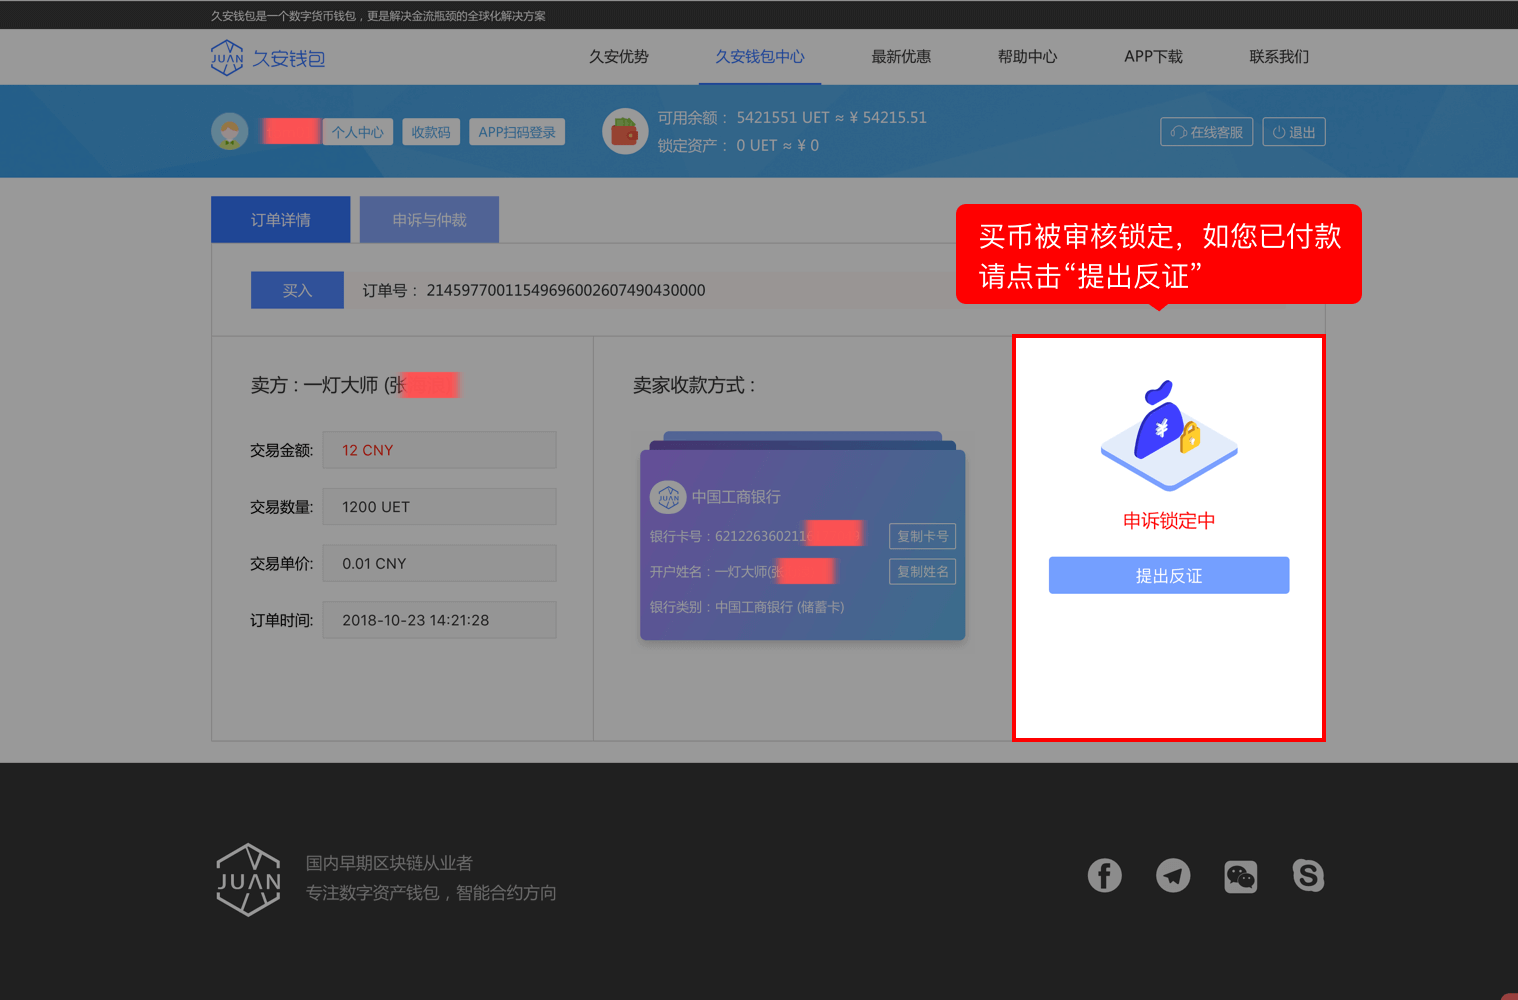 久安钱包是一个数字货币钱包，更是解决金流瓶颈的全球化解决方案
JUAN 久安钱包
久安优势
久安钱包中心
最新优惠
帮助中心
APP下载
联系我们
个人中心
收款码
APP扫码登录
可用余额： 5421551 UET ≈ ¥ 54215.51
锁定资产： 0 UET ≈ ¥ 0
在线客服
退出
订单详情
申诉与仲裁
买币被审核锁定，如您已付款
请点击“提出反证”
买入
订单号： 21459770011549696002607490430000
卖方 : 一灯大师 (张
交易金额: 12 CNY
交易数量: 1200 UET
交易单价: 0.01 CNY
订单时间: 2018-10-23 14:21:28
卖家收款方式 :
JUAN 中国工商银行
银行卡号 : 62122636021 复制卡号
开户姓名 : 一灯大师(张 复制姓名
银行类别 : 中国工商银行 (储蓄卡)
¥
申诉锁定中
提出反证
JUAN
国内早期区块链从业者
专注数字资产钱包，智能合约方向